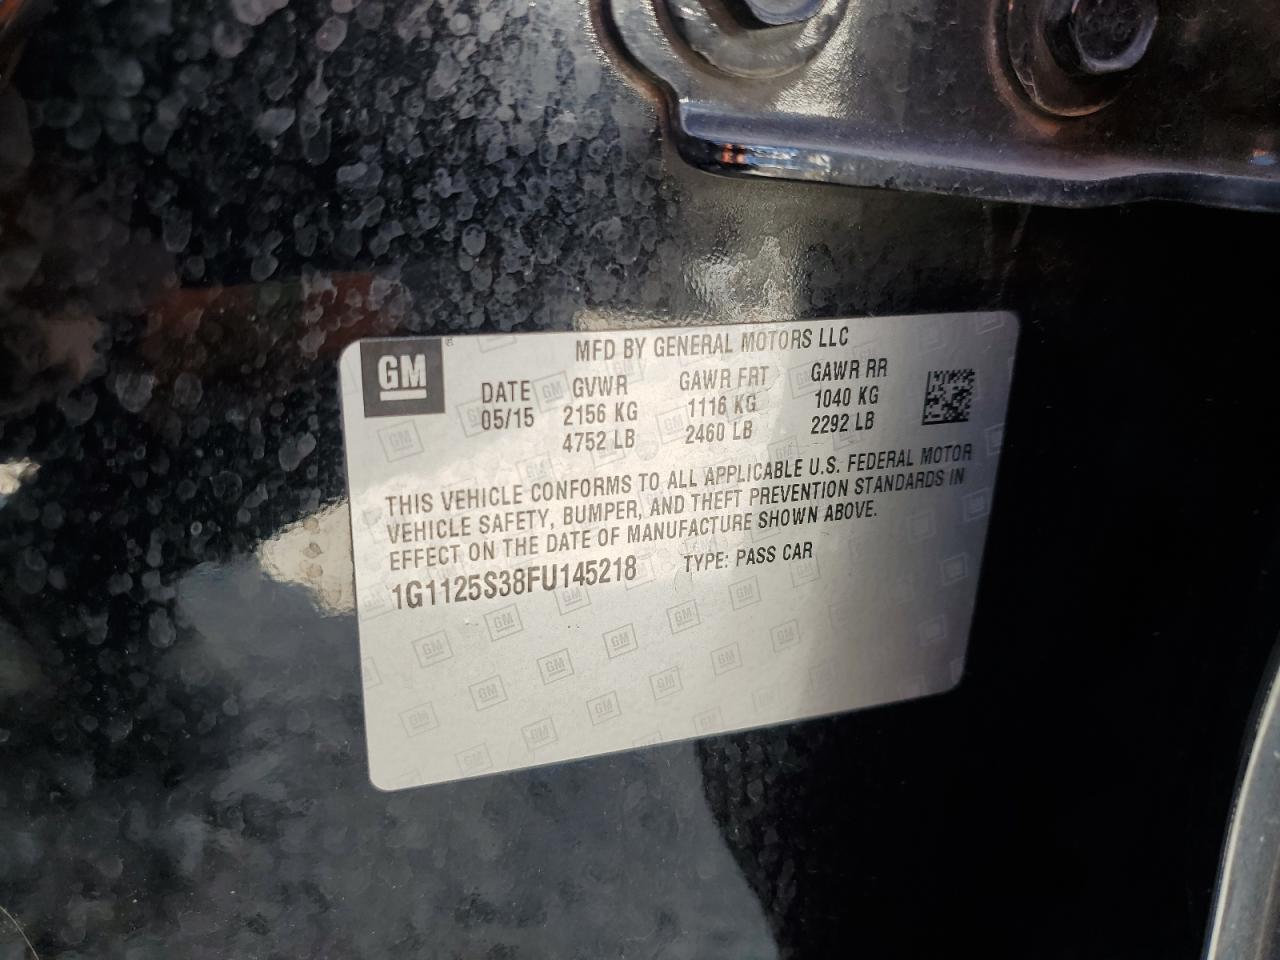 GM
MFD BY GENERAL MOTORS LLC
DATE GVWR GAWR FRT GAWR RR
05/15 2156 KG 1116 KG 1040 KG
4752 LB 2460 LB 2292 LB
THIS VEHICLE CONFORMS TO ALL APPLICABLE U.S. FEDERAL MOTOR
VEHICLE SAFETY, BUMPER, AND THEFT PREVENTION STANDARDS IN
EFFECT ON THE DATE OF MANUFACTURE SHOWN ABOVE.
1G1125S38FU145218 TYPE: PASS CAR